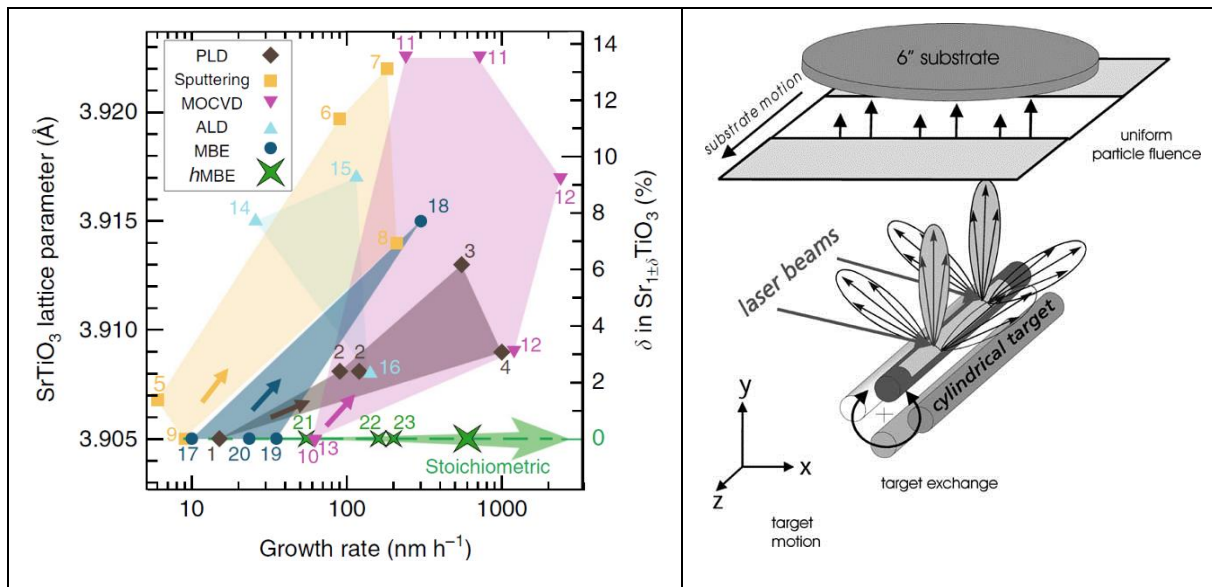 PLD
Sputtering
MOCVD
ALD
MBE
hMBE
SrTiO3 lattice parameter (Å)
3.920
3.915
3.910
3.905
14
12
10
8
6
4
2
0
δ in Sr1±δTiO3 (%)
11
11
7
6
15
12
14
18
8
3
2 2
16
4
12
5
9
21
22
23
17
20
19
1
10
13
Stoichiometric
10
100
1000
Growth rate (nm h−1)
6” substrate
substrate motion
uniform
particle fluence
laser beams
cylindrical target
y
x
z
target exchange
target
motion